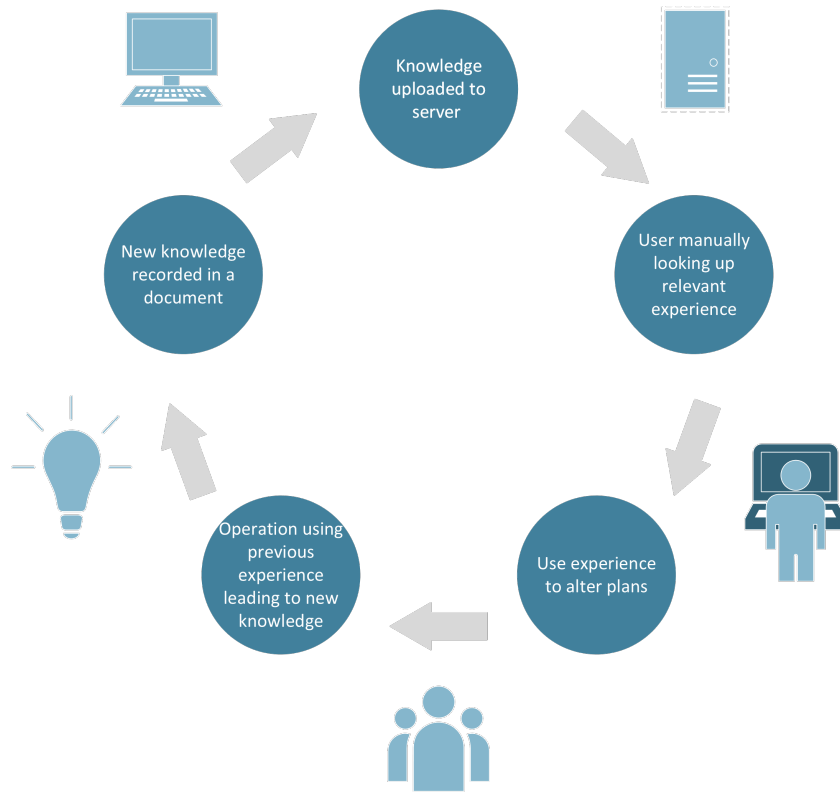 Knowledge
uploaded to
server
User manually
looking up
relevant
experience
Use experience
to alter plans
Operation using
previous
experience
leading to new
knowledge
New knowledge
recorded in a
document